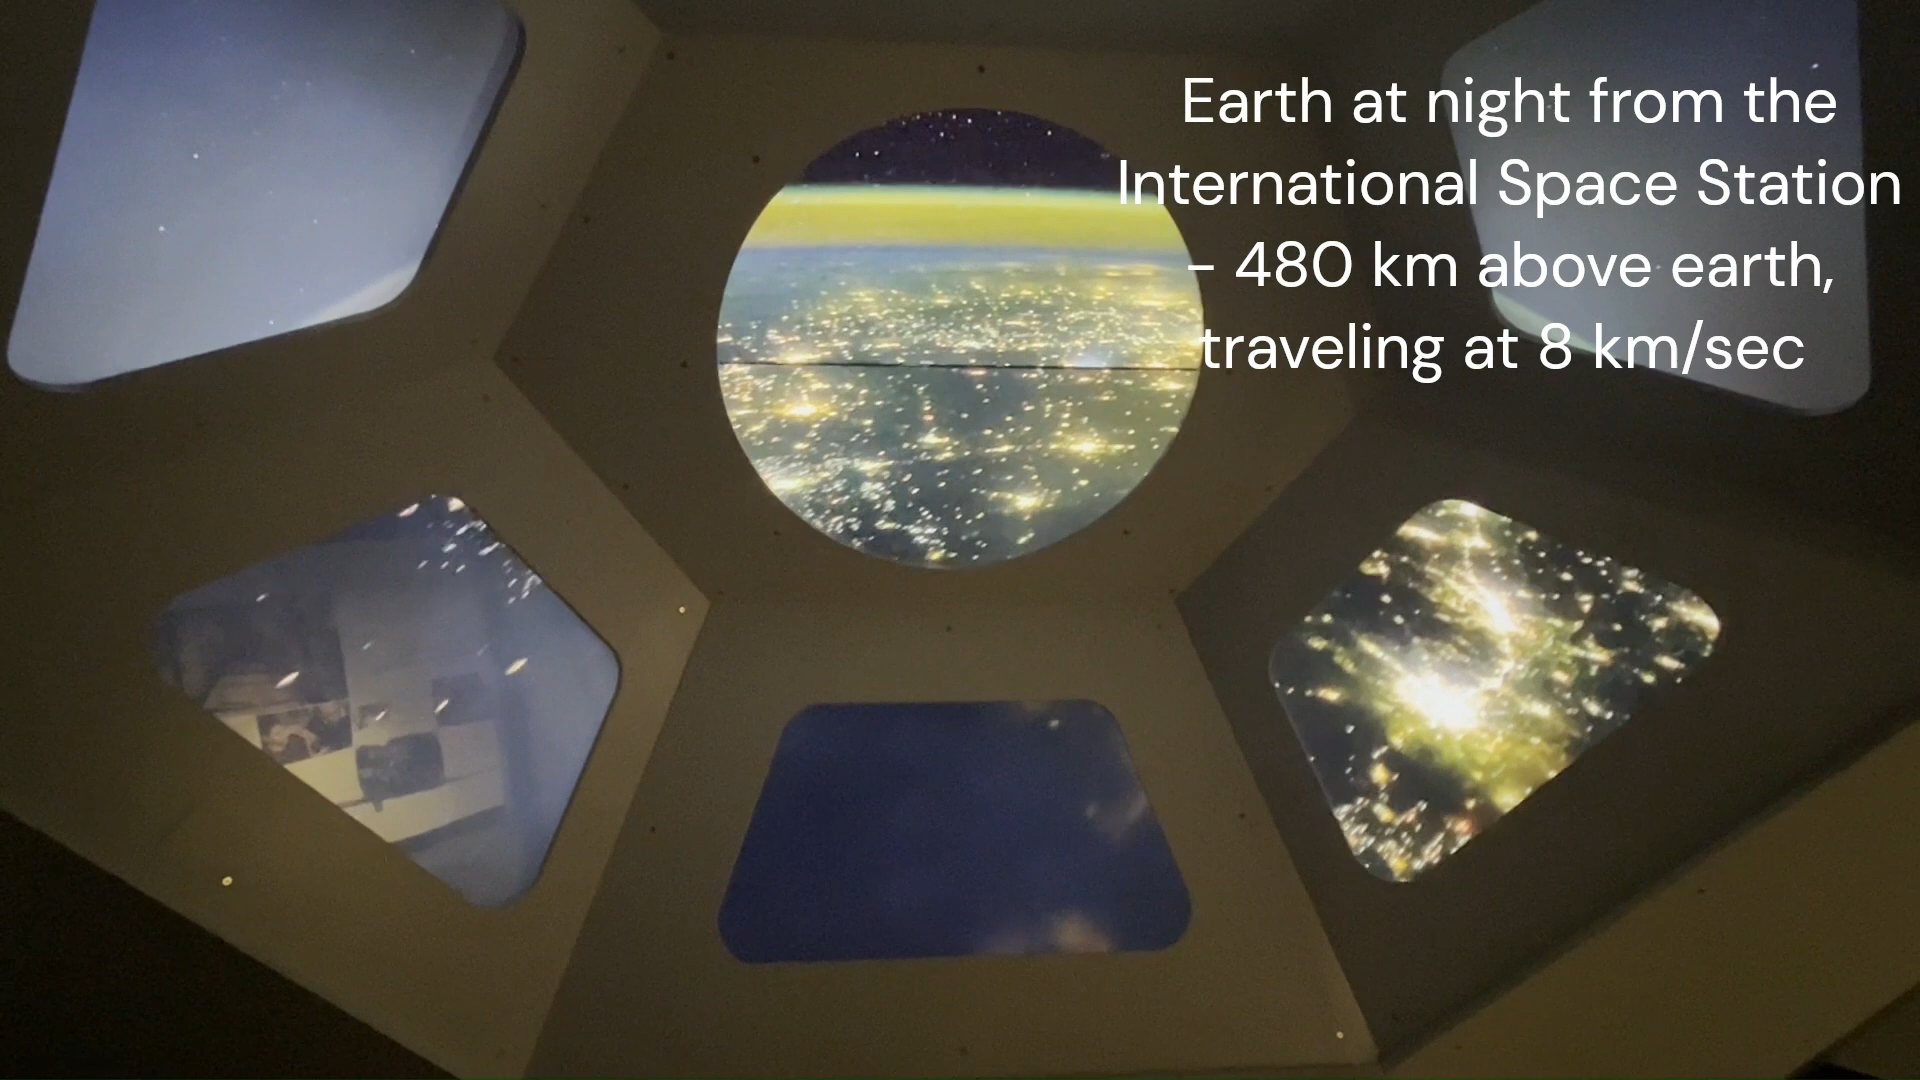 Earth at night from the
International Space Station
- 480 km above earth,
traveling at 8 km/sec